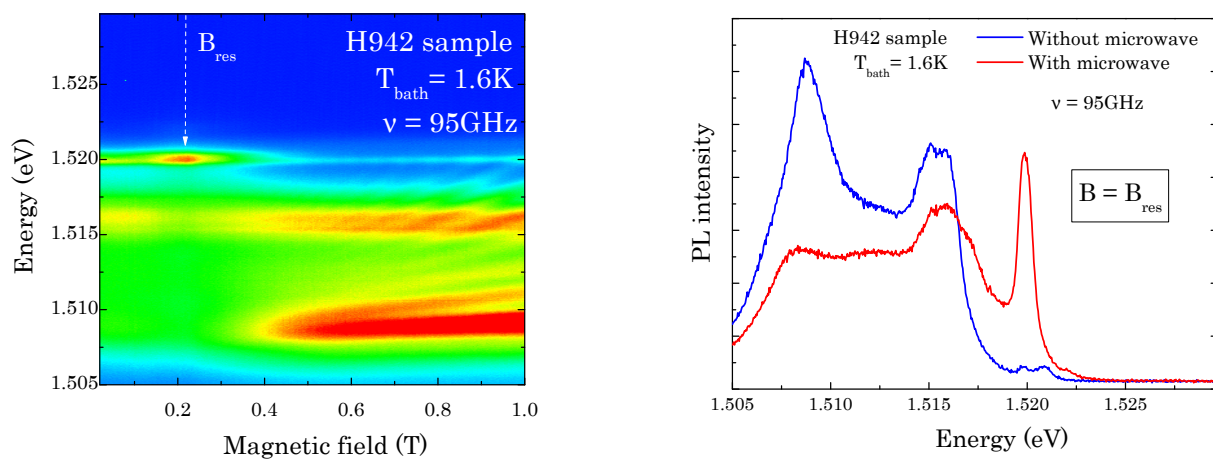 B_res
H942 sample
T_bath = 1.6K
ν = 95GHz
1.525
1.520
1.515
1.510
1.505
Energy (eV)
0.2 0.4 0.6 0.8 1.0
Magnetic field (T)
H942 sample
T_bath = 1.6K
Without microwave
With microwave
ν = 95GHz
B = B_res
PL intensity
1.505 1.510 1.515 1.520 1.525
Energy (eV)